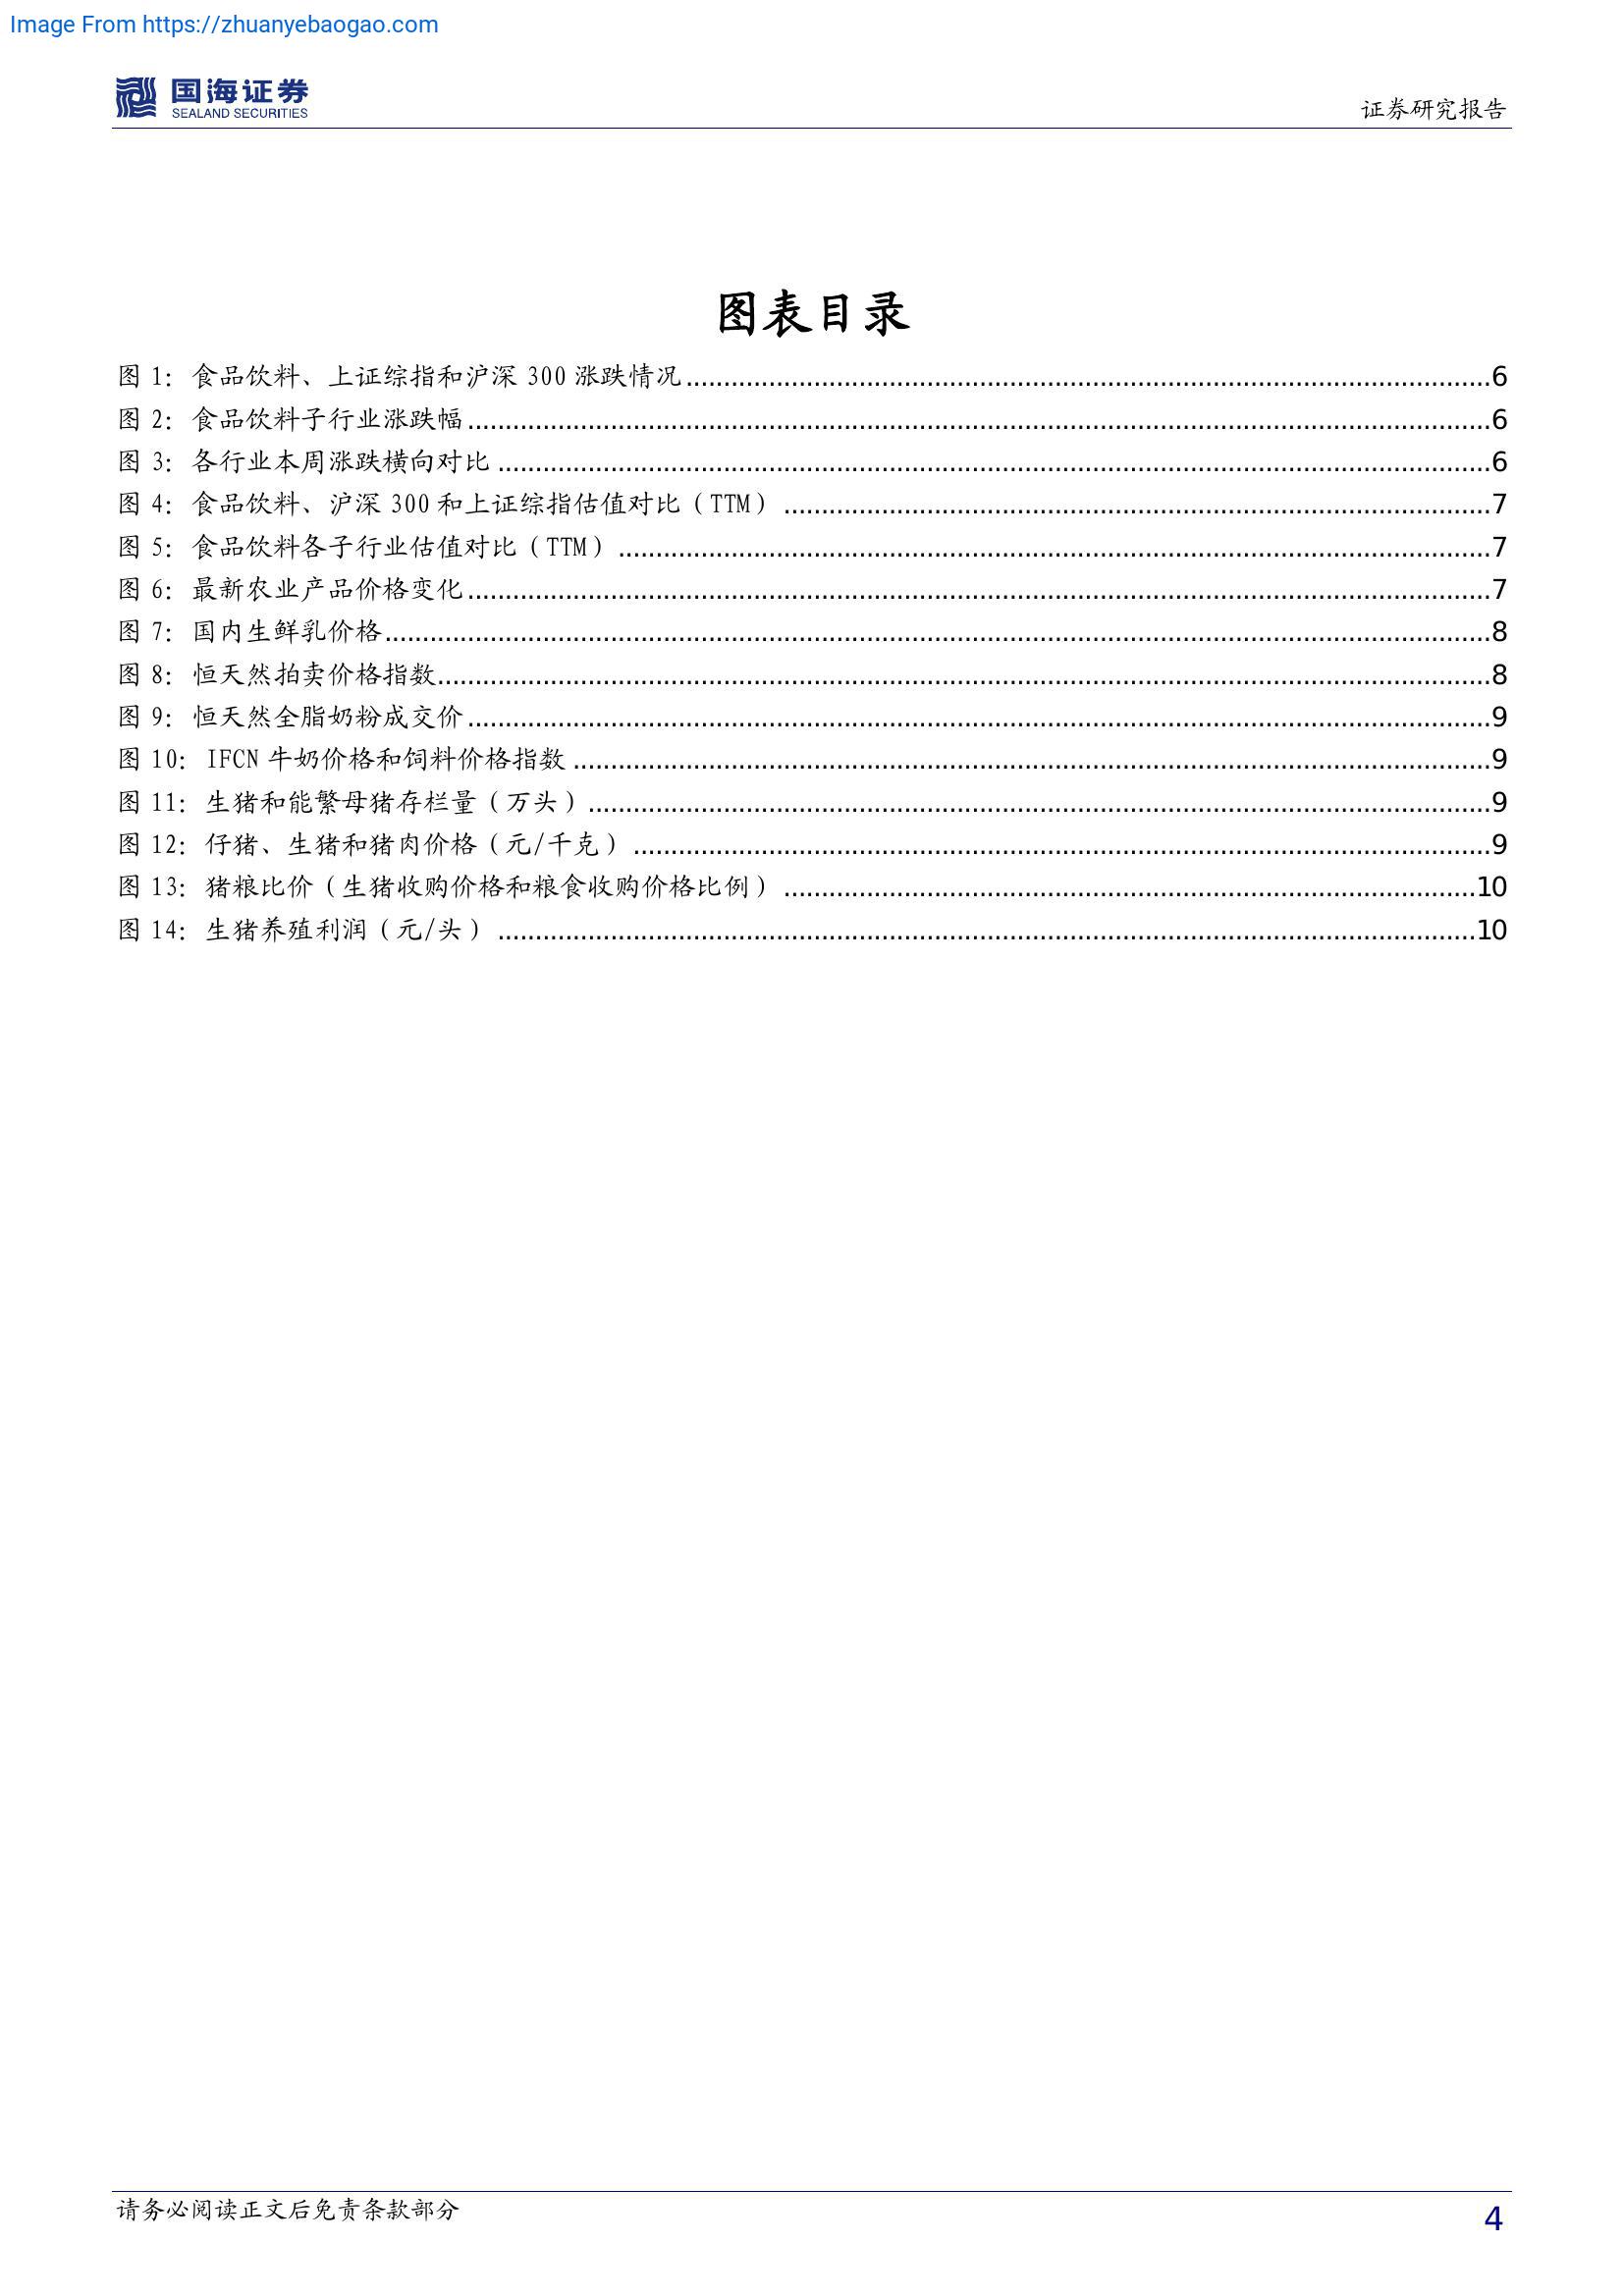 Image From https://zhuanyebaogao.com
国海证券
SEALAND SECURITIES
证券研究报告
图表目录
图 1：食品饮料、上证综指和沪深 300 涨跌情况........................................6
图 2：食品饮料子行业涨跌幅........................................6
图 3：各行业本周涨跌横向对比........................................6
图 4：食品饮料、沪深 300 和上证综指估值对比（TTM）........................................7
图 5：食品饮料各子行业估值对比（TTM）........................................7
图 6：最新农业产品价格变化........................................7
图 7：国内生鲜乳价格........................................8
图 8：恒天然拍卖价格指数........................................8
图 9：恒天然全脂奶粉成交价........................................9
图 10：IFCN 牛奶价格和饲料价格指数........................................9
图 11：生猪和能繁母猪存栏量（万头）........................................9
图 12：仔猪、生猪和猪肉价格（元/千克）........................................9
图 13：猪粮比价（生猪收购价格和粮食收购价格比例）........................................10
图 14：生猪养殖利润（元/头）........................................10
请务必阅读正文后免责条款部分
4